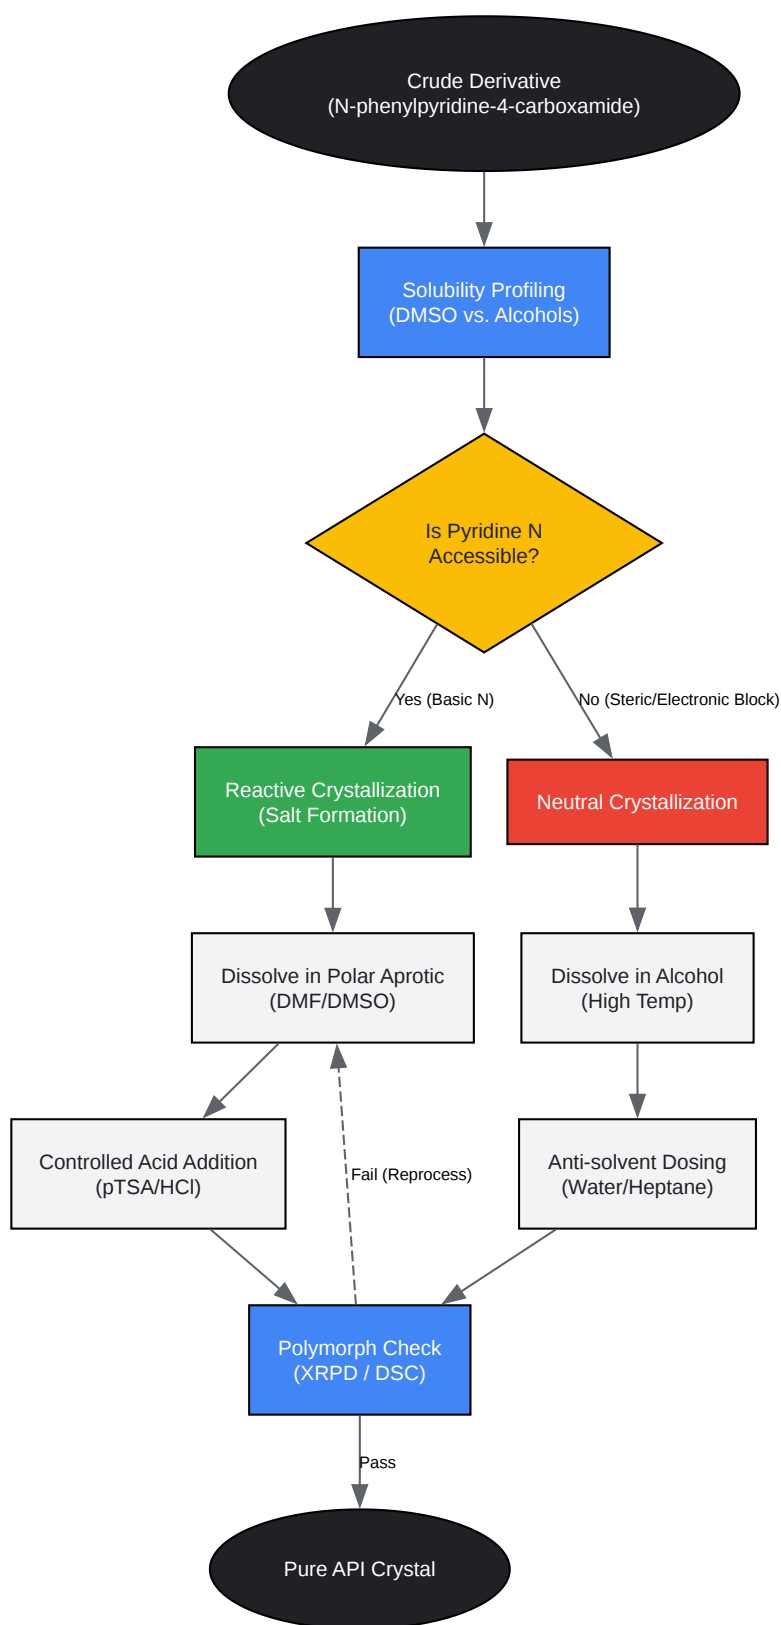 Crude Derivative
(N-phenylpyridine-4-carboxamide)
Solubility Profiling
(DMSO vs. Alcohols)
Is Pyridine N
Accessible?
Yes (Basic N)
No (Steric/Electronic Block)
Reactive Crystallization
(Salt Formation)
Neutral Crystallization
Dissolve in Polar Aprotic
(DMF/DMSO)
Dissolve in Alcohol
(High Temp)
Controlled Acid Addition
(pTSA/HCl)
Fail (Reprocess)
Anti-solvent Dosing
(Water/Heptane)
Polymorph Check
(XRPD / DSC)
Pass
Pure API Crystal